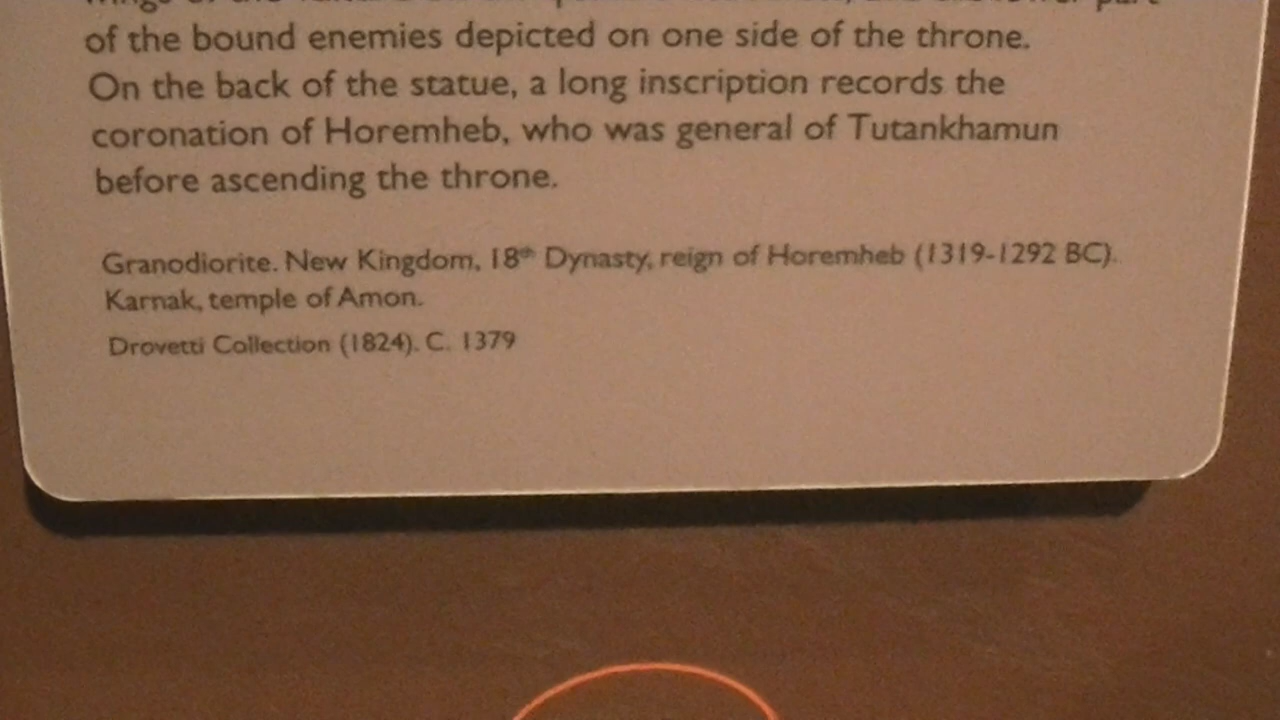 of the bound enemies depicted on one side of the throne.
On the back of the statue, a long inscription records the
coronation of Horemheb, who was general of Tutankhamun
before ascending the throne.
Granodiorite. New Kingdom, 18th Dynasty, reign of Horemheb (1319-1292 BC).
Karnak, temple of Amon.
Drovetti Collection (1824). C. 1379